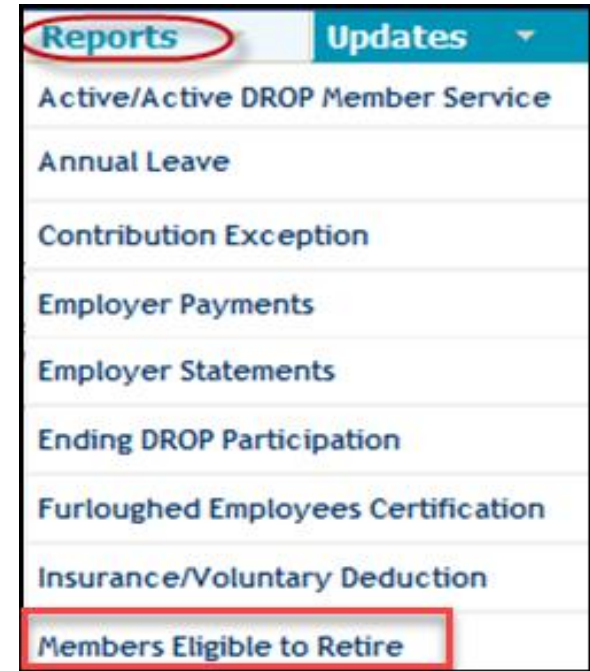 Reports Updates
Active/Active DROP Member Service
Annual Leave
Contribution Exception
Employer Payments
Employer Statements
Ending DROP Participation
Furloughed Employees Certification
Insurance/Voluntary Deduction
Members Eligible to Retire